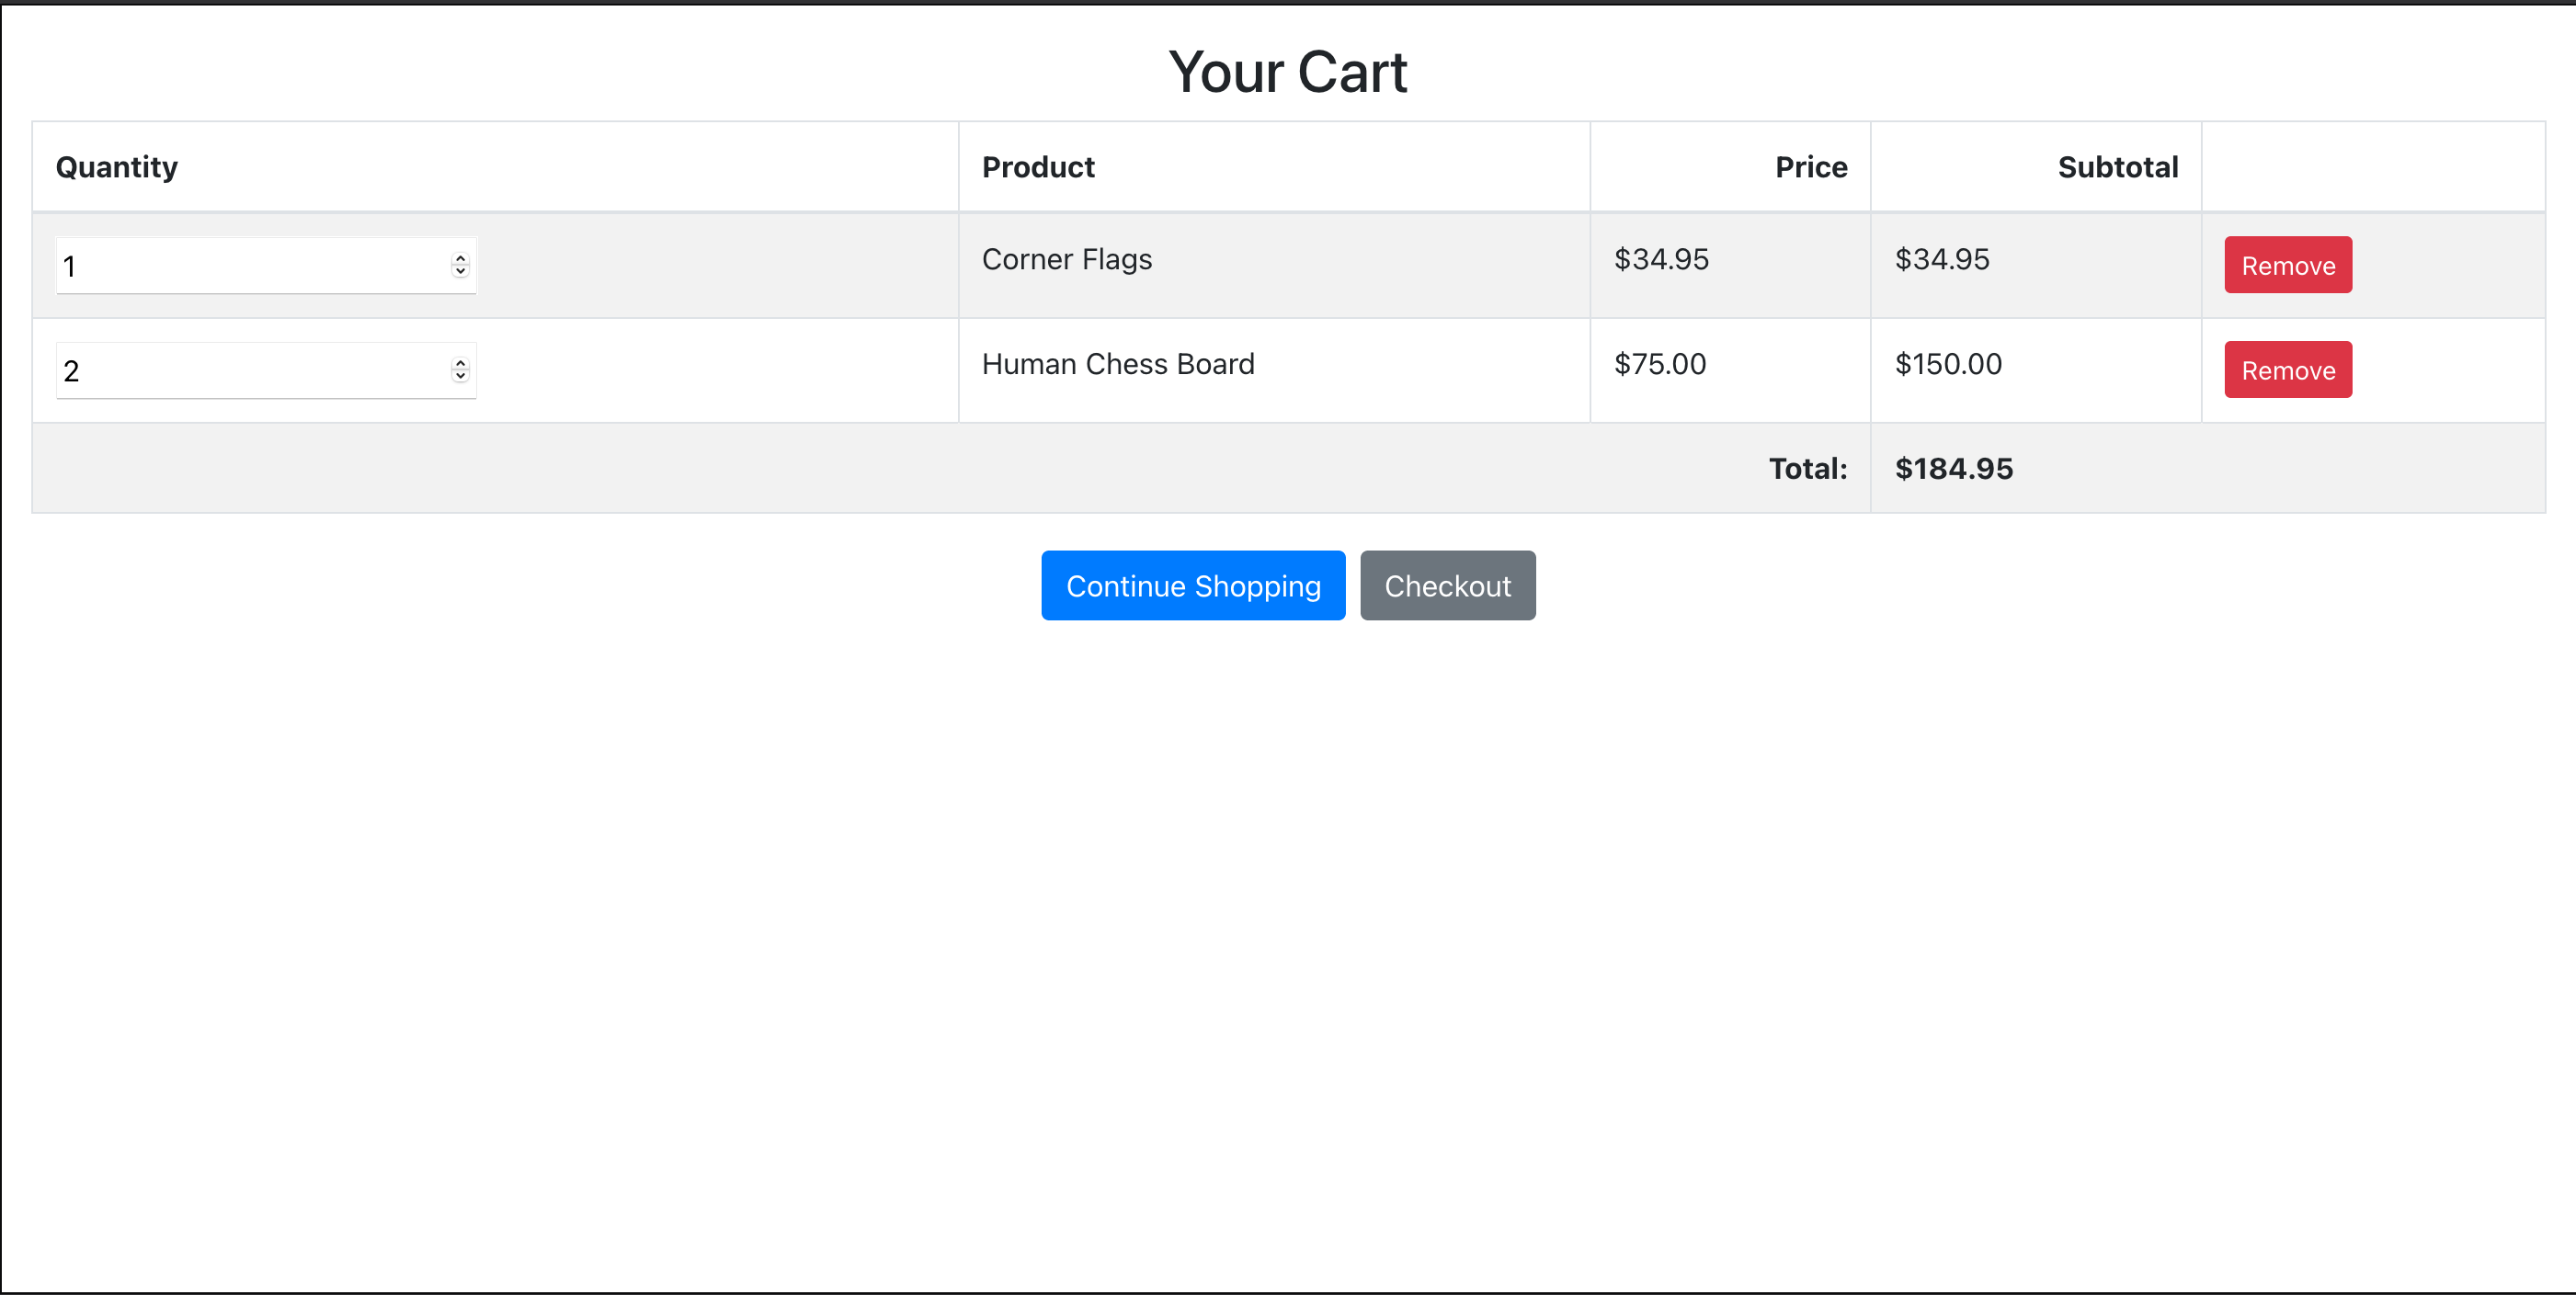 Your Cart
Quantity Product Price Subtotal
1 Corner Flags $34.95 $34.95 Remove
2 Human Chess Board $75.00 $150.00 Remove
Total: $184.95
Continue Shopping Checkout